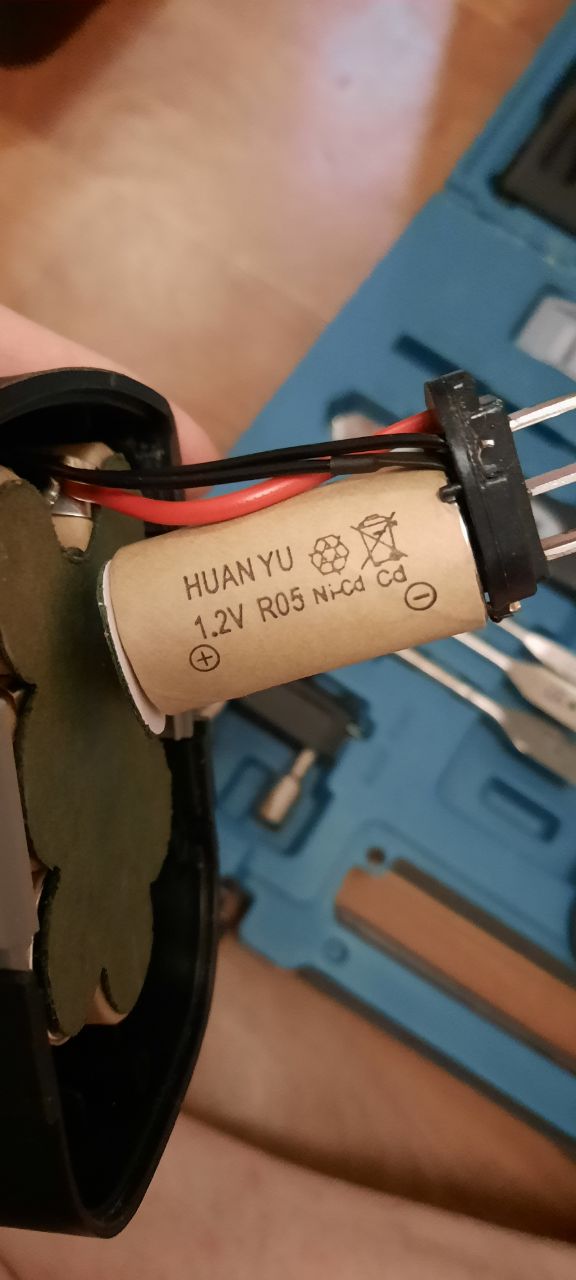 HUAN YU
1.2V R05 Ni-Cd Cd
+ −